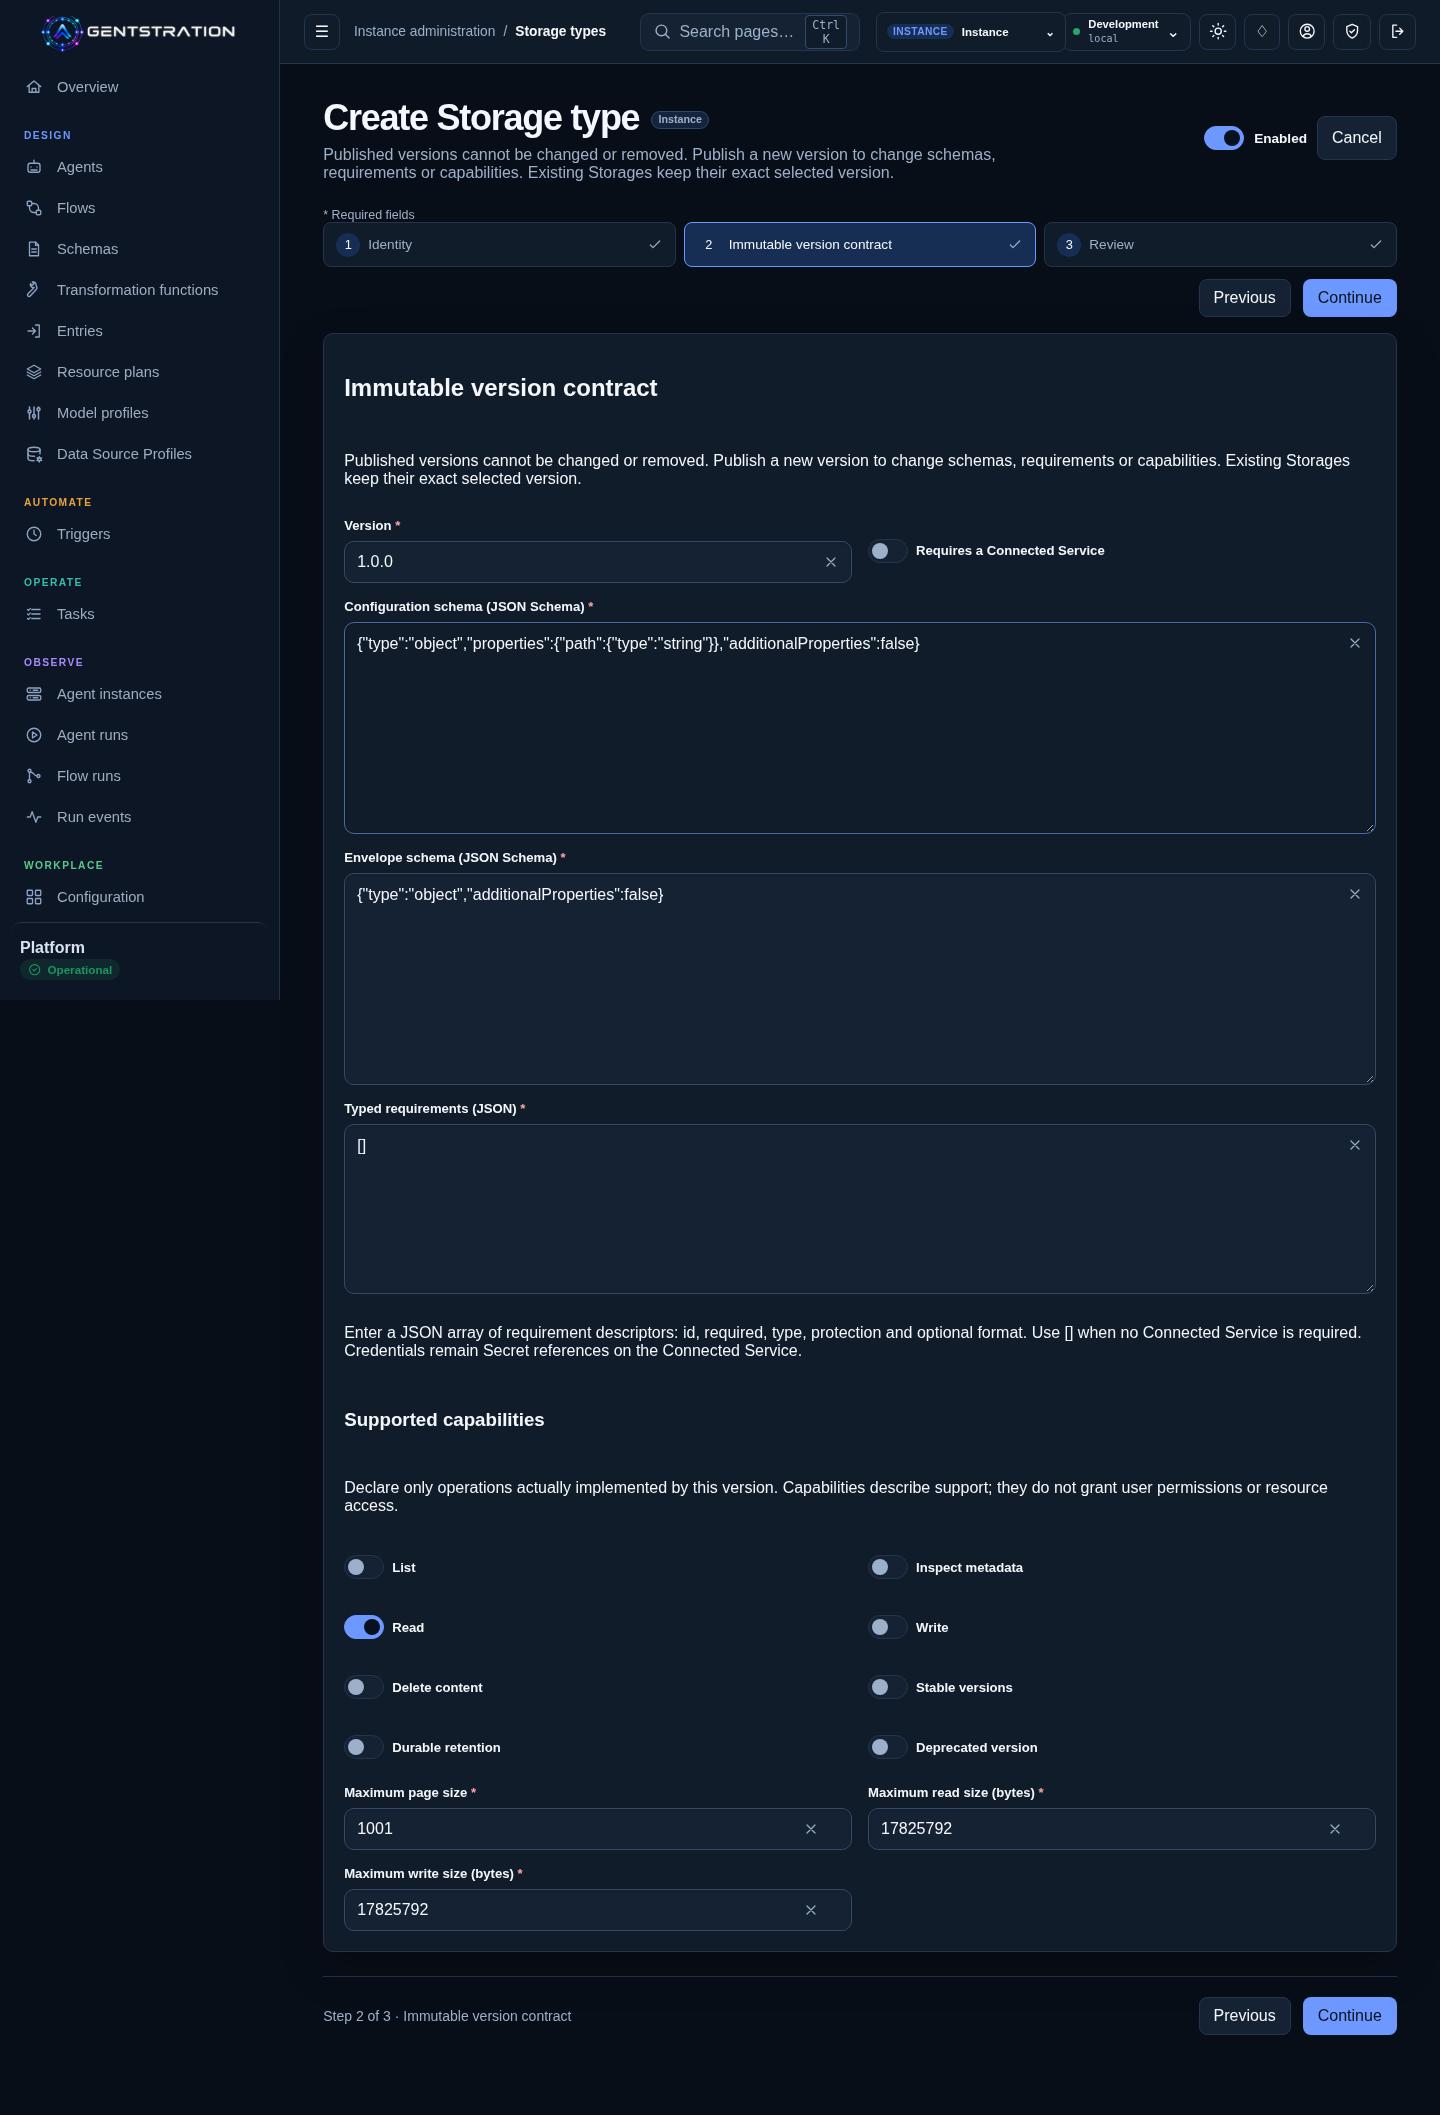 GENTSTRATION
☰
Instance administration / Storage types
Search pages…
Ctrl K
INSTANCE Instance
Development
local
Overview
DESIGN
Agents
Flows
Schemas
Transformation functions
Entries
Resource plans
Model profiles
Data Source Profiles
AUTOMATE
Triggers
OPERATE
Tasks
OBSERVE
Agent instances
Agent runs
Flow runs
Run events
WORKPLACE
Configuration
Platform
Operational
Create Storage type Instance
Published versions cannot be changed or removed. Publish a new version to change schemas,
requirements or capabilities. Existing Storages keep their exact selected version.
Enabled
Cancel
* Required fields
1 Identity
2 Immutable version contract
3 Review
Previous
Continue
Immutable version contract
Published versions cannot be changed or removed. Publish a new version to change schemas, requirements or capabilities. Existing Storages
keep their exact selected version.
Version *
1.0.0
Requires a Connected Service
Configuration schema (JSON Schema) *
{"type":"object","properties":{"path":{"type":"string"}},"additionalProperties":false}
Envelope schema (JSON Schema) *
{"type":"object","additionalProperties":false}
Typed requirements (JSON) *
[]
Enter a JSON array of requirement descriptors: id, required, type, protection and optional format. Use [] when no Connected Service is required.
Credentials remain Secret references on the Connected Service.
Supported capabilities
Declare only operations actually implemented by this version. Capabilities describe support; they do not grant user permissions or resource
access.
List
Inspect metadata
Read
Write
Delete content
Stable versions
Durable retention
Deprecated version
Maximum page size *
1001
Maximum read size (bytes) *
17825792
Maximum write size (bytes) *
17825792
Step 2 of 3 · Immutable version contract
Previous
Continue